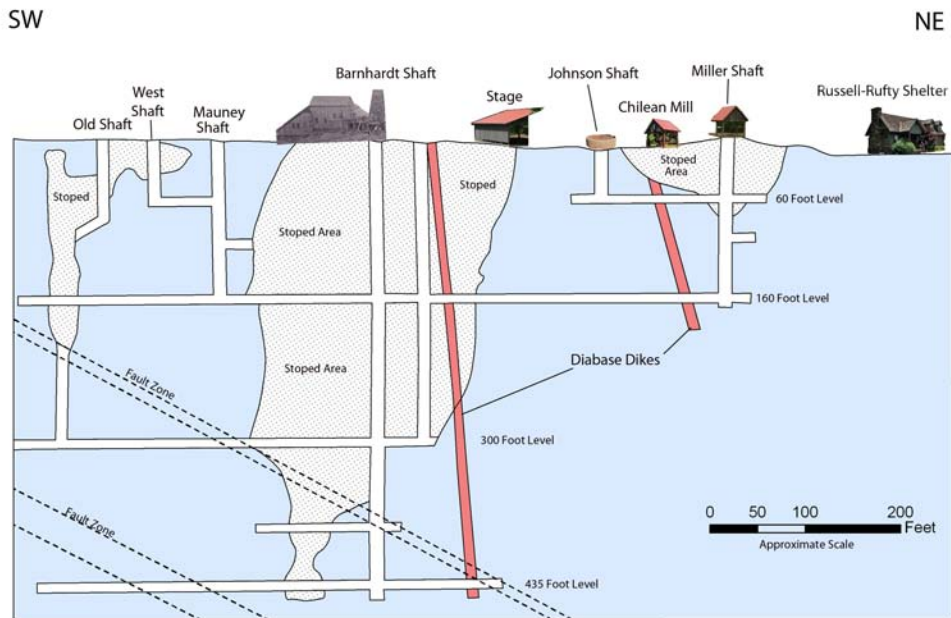 SW
NE
Old Shaft
West
Shaft
Mauney
Shaft
Barnhardt Shaft
Stage
Johnson Shaft
Chilean Mill
Miller Shaft
Russell-Rufty Shelter
Stoped
Stoped Area
Stoped
Stoped
Area
60 Foot Level
160 Foot Level
Stoped Area
Fault Zone
Diabase Dikes
300 Foot Level
Fault Zone
0 50 100 200
Feet
Approximate Scale
435 Foot Level